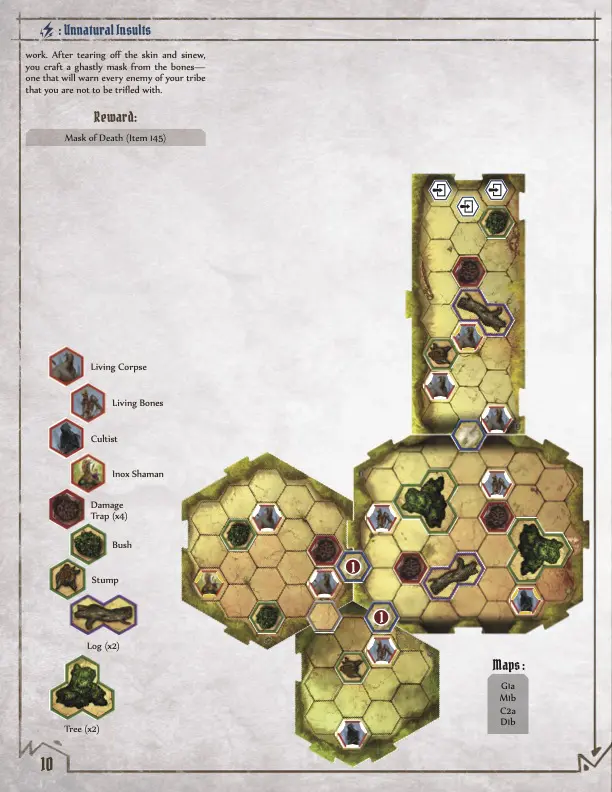 : Unnatural Insults
work. After tearing off the skin and sinew,
you craft a ghastly mask from the bones—
one that will warn every enemy of your tribe
that you are not to be trifled with.
Reward:
Mask of Death (Item 145)
Living Corpse
Living Bones
Cultist
Inox Shaman
Damage
Trap (x4)
Bush
Stump
Log (x2)
Tree (x2)
1
1
Maps:
G1a
M1b
C2a
D1b
10